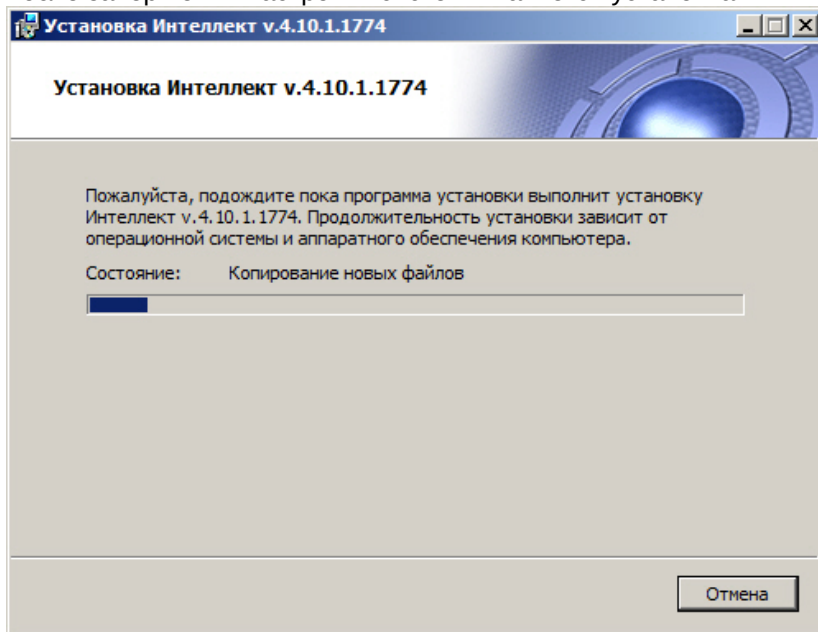 Установка Интеллект v.4.10.1.1774
Установка Интеллект v.4.10.1.1774
Пожалуйста, подождите пока программа установки выполнит установку
Интеллект v.4.10.1.1774. Продолжительность установки зависит от
операционной системы и аппаратного обеспечения компьютера.
Состояние: Копирование новых файлов
Отмена